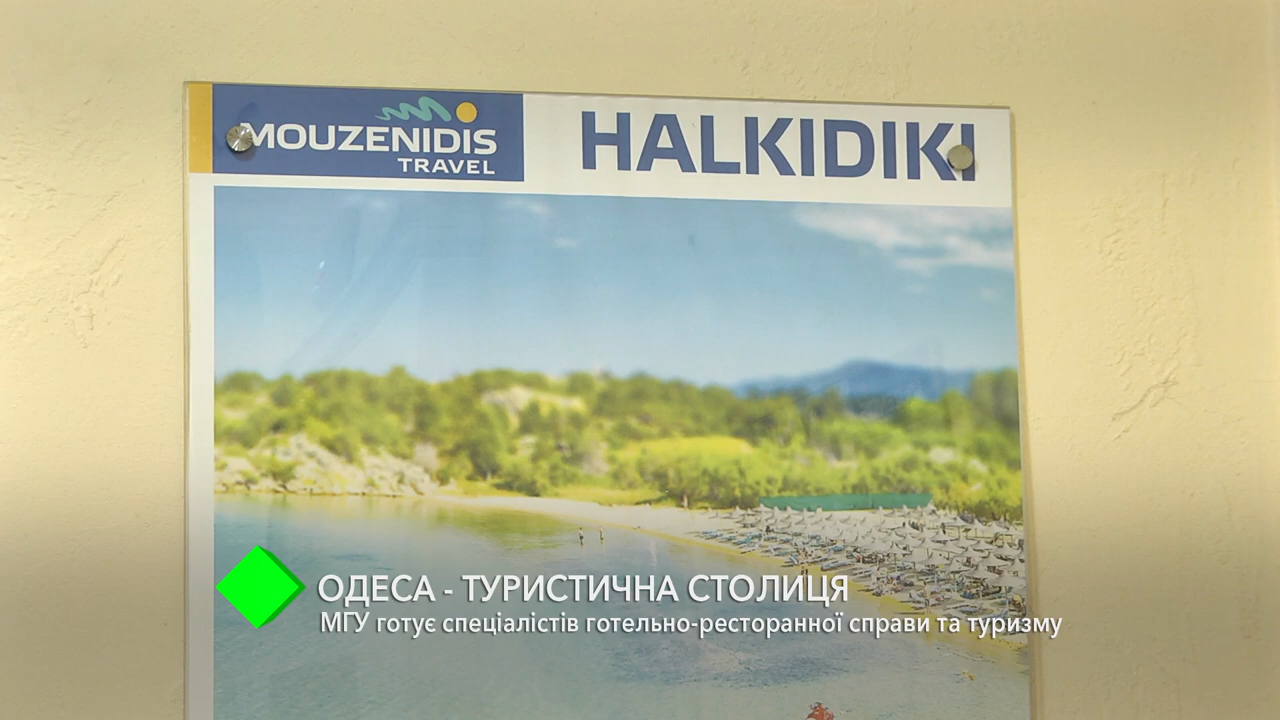 MOUZENIDIS
TRAVEL
HALKIDIKI
ОДЕСА - ТУРИСТИЧНА СТОЛИЦЯ
МГУ готує спеціалістів готельно-ресторанної справи та туризму